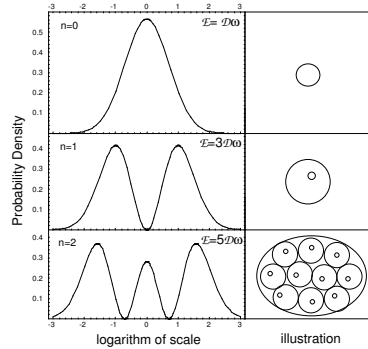 -3 -2 -1 0 1 2 3
n=0
ℰ= 𝒟ω
0.5
0.4
0.3
0.2
0.1
n=1
ℰ=3𝒟ω
0.4
0.3
0.2
0.1
n=2
ℰ=5𝒟ω
0.4
0.3
0.2
0.1
-3 -2 -1 0 1 2 3
Probability Density
logarithm of scale
illustration